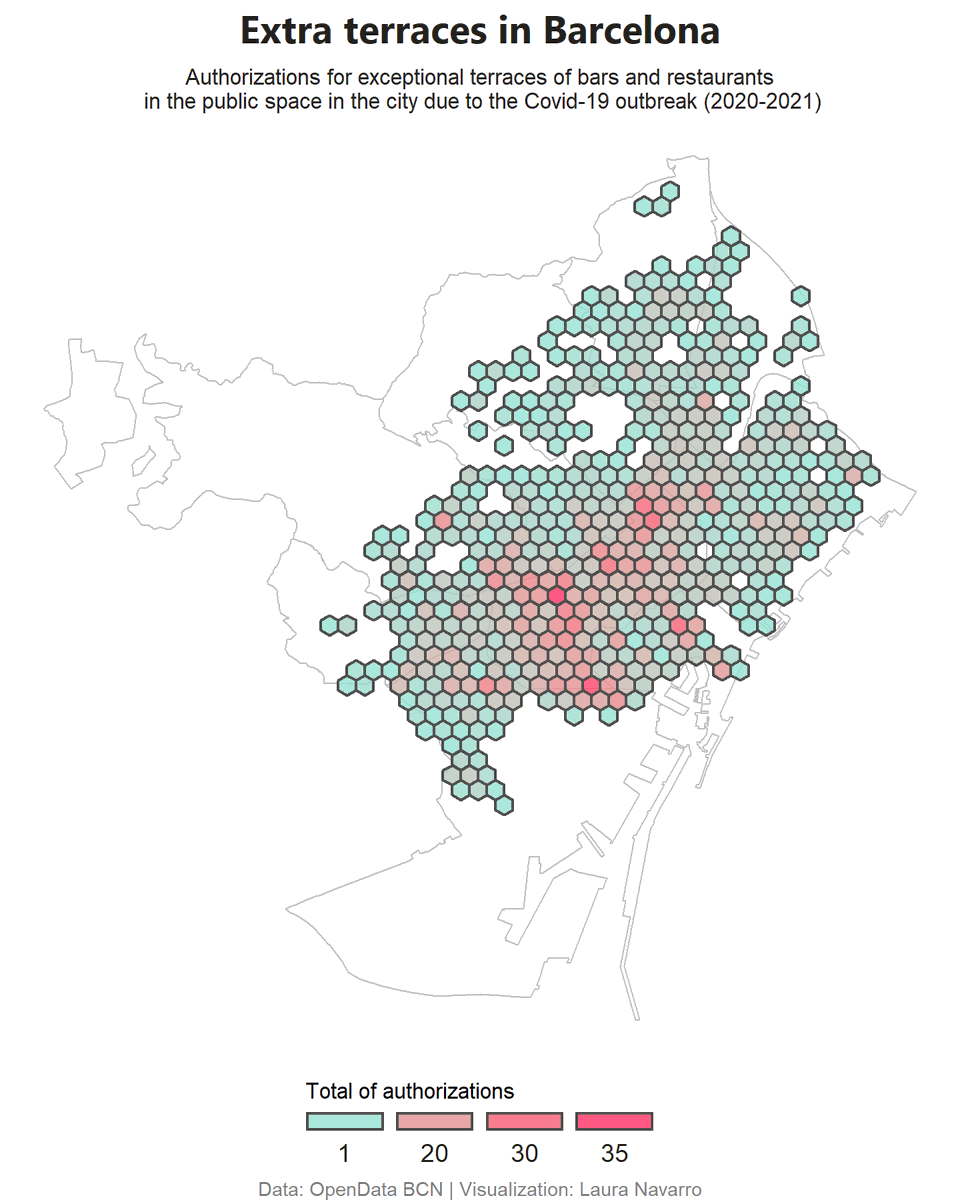 Extra terraces in Barcelona
Authorizations for exceptional terraces of bars and restaurants
in the public space in the city due to the Covid-19 outbreak (2020-2021)
Total of authorizations
1 20 30 35
Data: OpenData BCN | Visualization: Laura Navarro